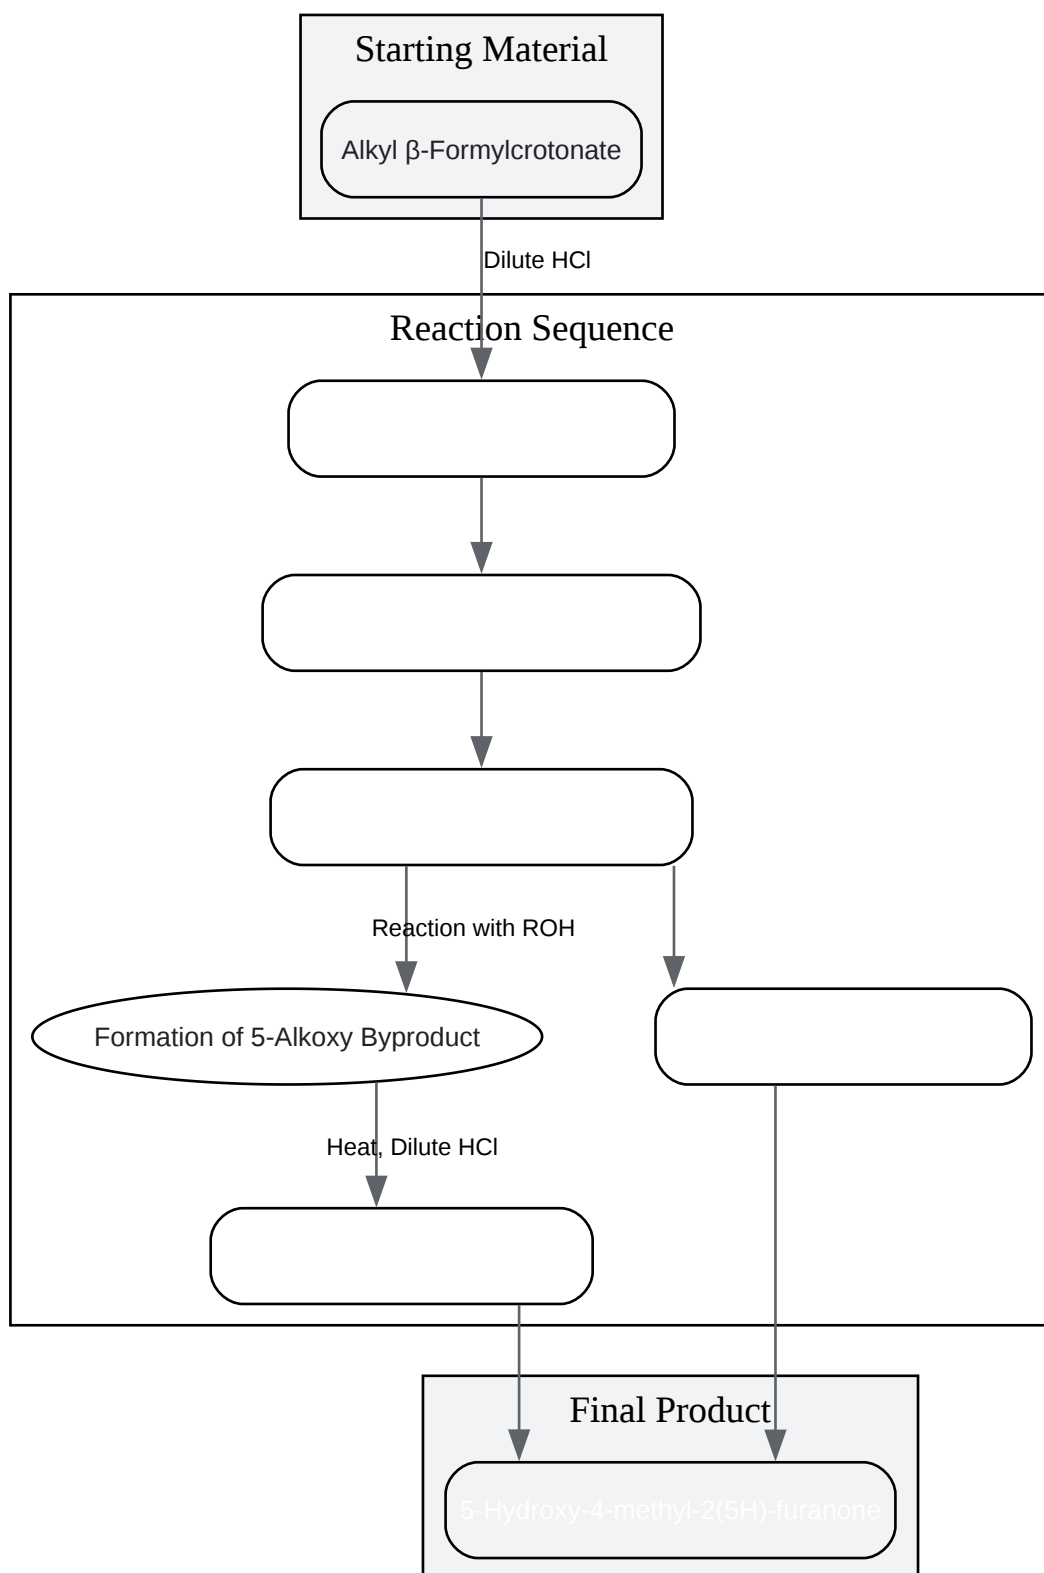 Starting Material
Alkyl β-Formylcrotonate
Dilute HCl
Reaction Sequence
Reaction with ROH
Formation of 5-Alkoxy Byproduct
Heat, Dilute HCl
Final Product
5-Hydroxy-4-methyl-2(5H)-furanone